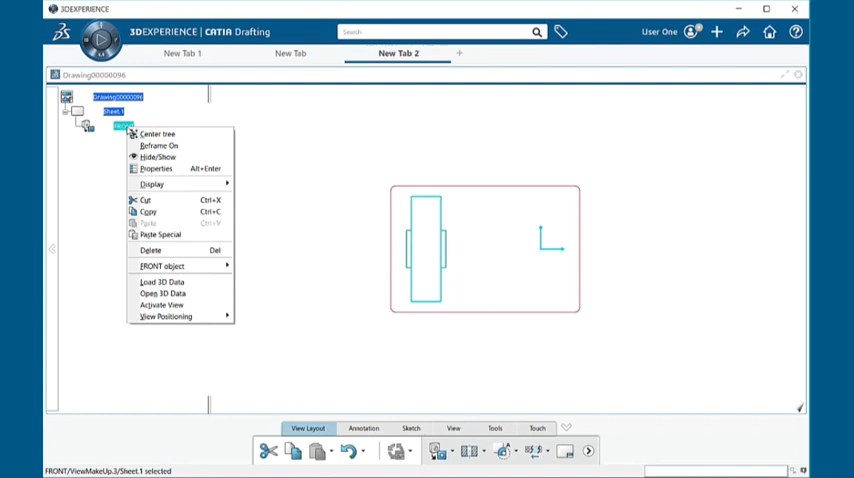 3DEXPERIENCE
3DEXPERIENCE | CATIA Drafting
Search
User One
New Tab 1
New Tab
New Tab 2
Drawing00000096
Drawing00000096
Sheet.1
Center tree
Reframe On
Hide/Show
Properties Alt+Enter
Display
Cut Ctrl+X
Copy Ctrl+C
Paste Ctrl+V
Paste Special
Delete Del
FRONT object
Load 3D Data
Open 3D Data
Activate View
View Positioning
View Layout
Annotation
Sketch
View
Tools
Touch
FRONT/ViewMakeUp.3/Sheet.1 selected